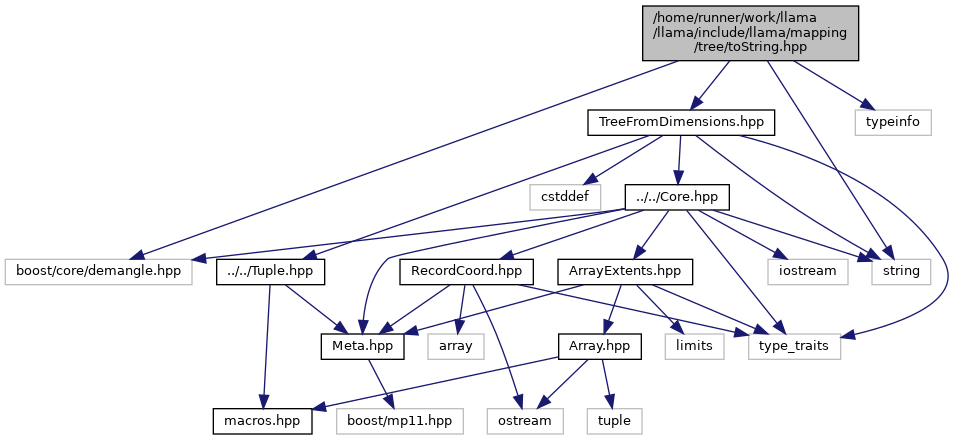 /home/runner/work/llama
/llama/include/llama/mapping
/tree/toString.hpp
TreeFromDimensions.hpp
typeinfo
cstddef
../../Core.hpp
boost/core/demangle.hpp
../../Tuple.hpp
RecordCoord.hpp
ArrayExtents.hpp
iostream
string
Meta.hpp
array
Array.hpp
limits
type_traits
macros.hpp
boost/mp11.hpp
ostream
tuple